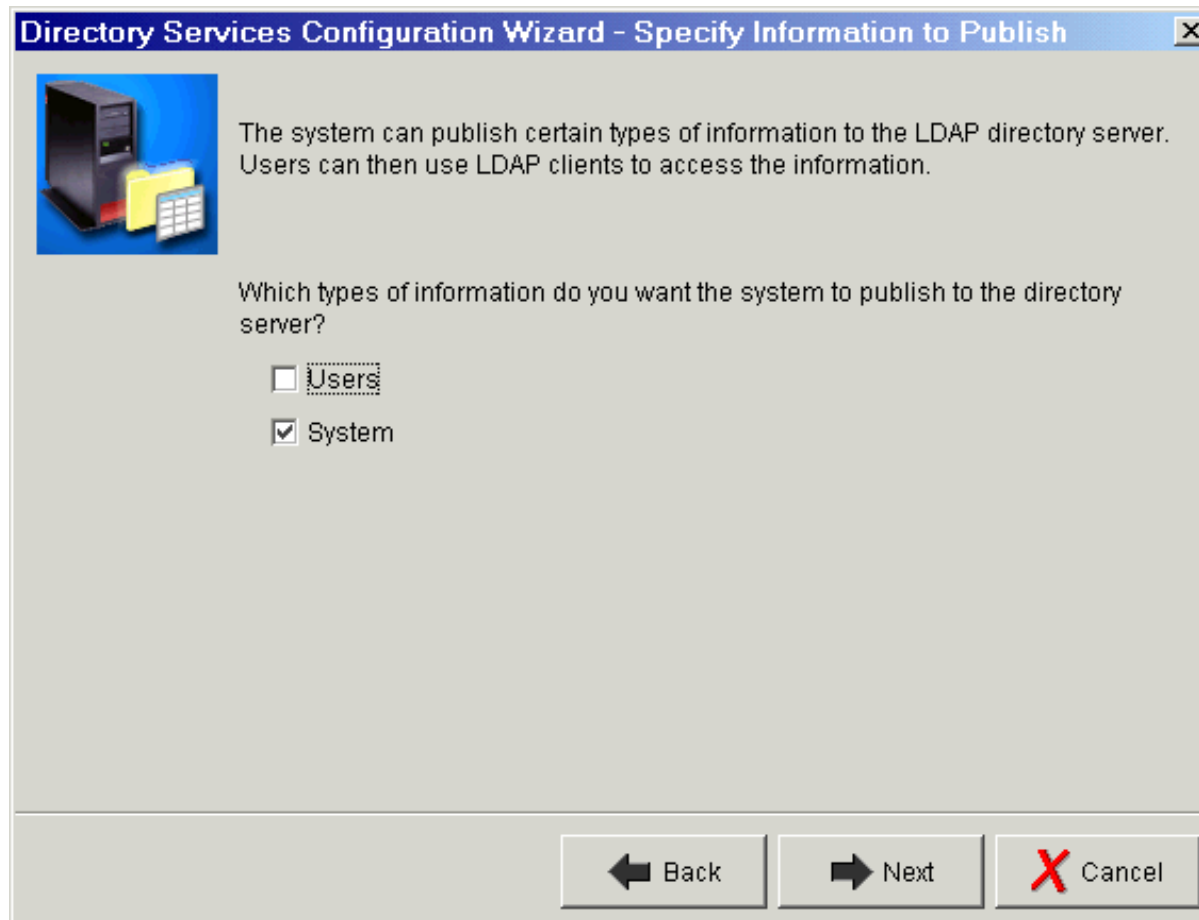 Directory Services Configuration Wizard - Specify Information to Publish
The system can publish certain types of information to the LDAP directory server.
Users can then use LDAP clients to access the information.
Which types of information do you want the system to publish to the directory
server?
Users
System
Back
Next
Cancel